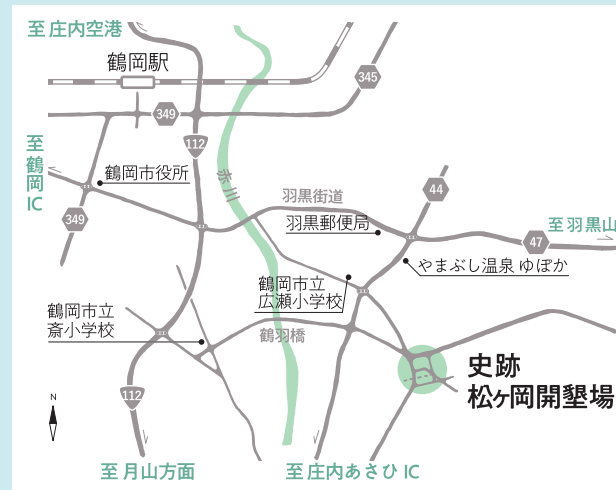 至庄内空港
鶴岡駅
345
349
112
至鶴岡IC
鶴岡市役所
赤川
44
349
羽黒街道
羽黒郵便局
至羽黒山
47
やまぶし温泉 ゆぽか
鶴岡市立
広瀬小学校
鶴岡市立
斎小学校
鶴羽橋
史跡
松ヶ岡開墾場
112
N
至月山方面
至庄内あさひIC